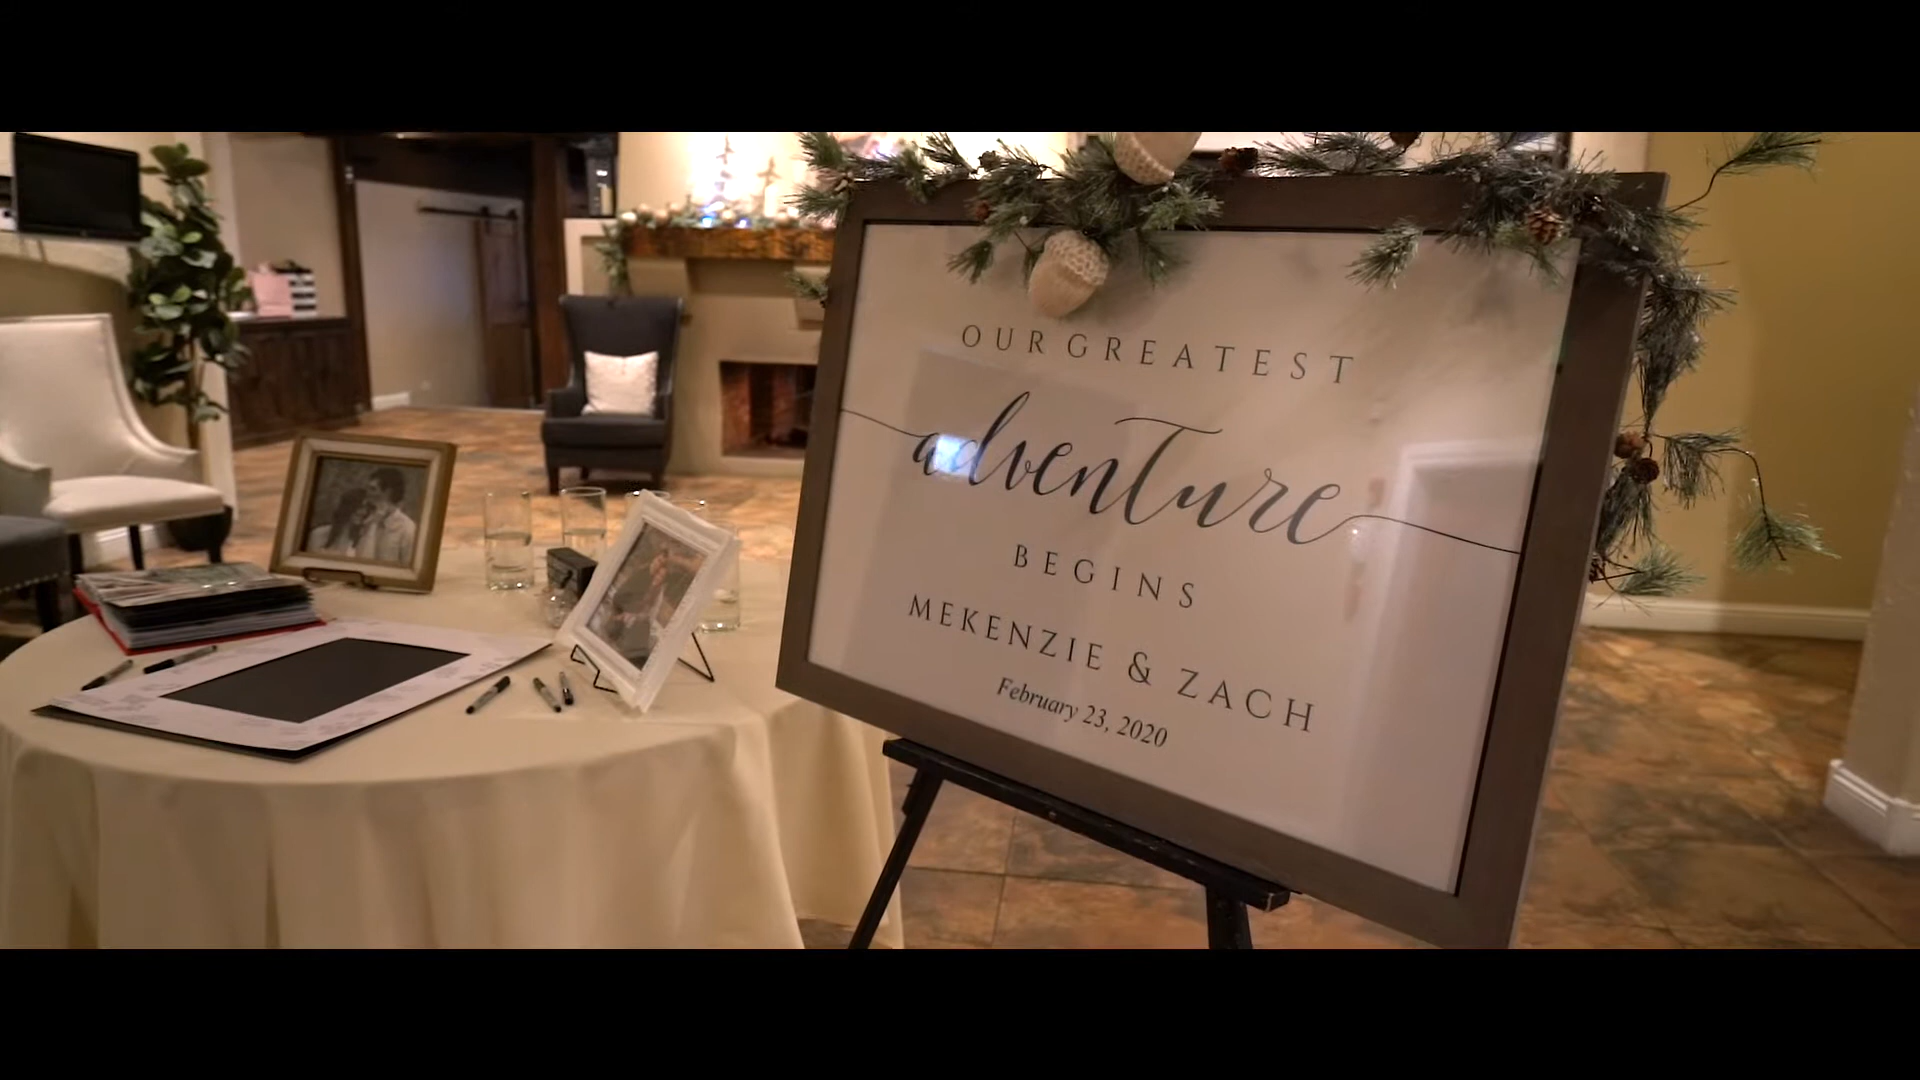 OUR GREATEST
adventure
BEGINS
MEKENZIE & ZACH
February 23, 2020